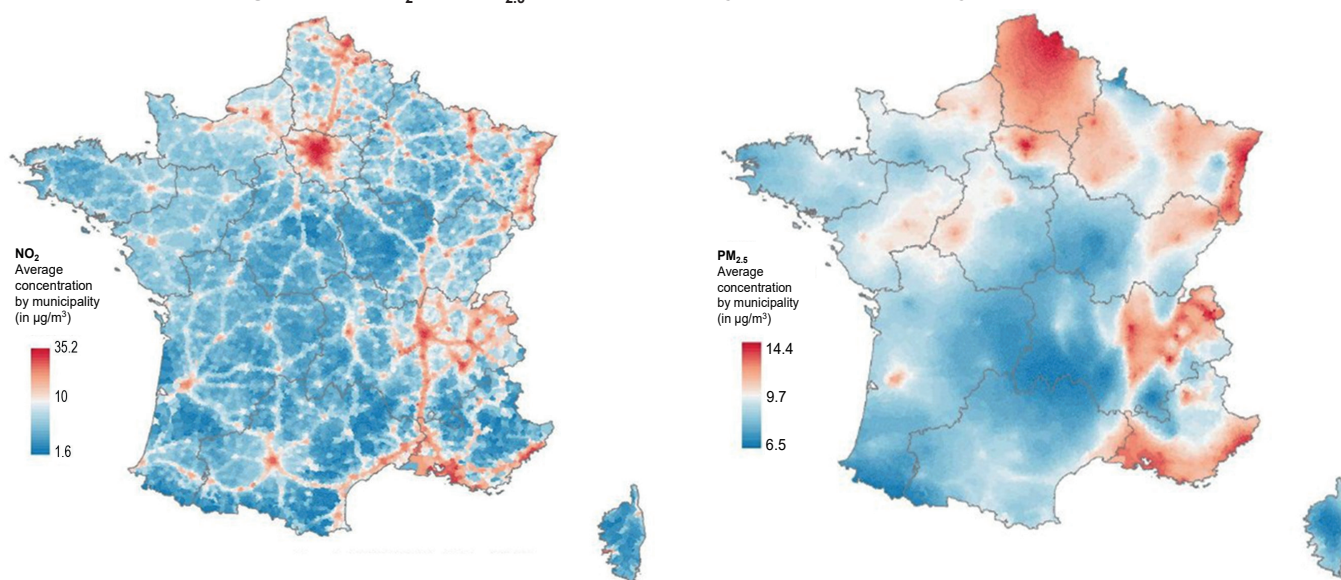 NO₂
Average
concentration
by municipality
(in µg/m³)
35.2
10
1.6
PM₂.₅
Average
concentration
by municipality
(in µg/m³)
14.4
9.7
6.5